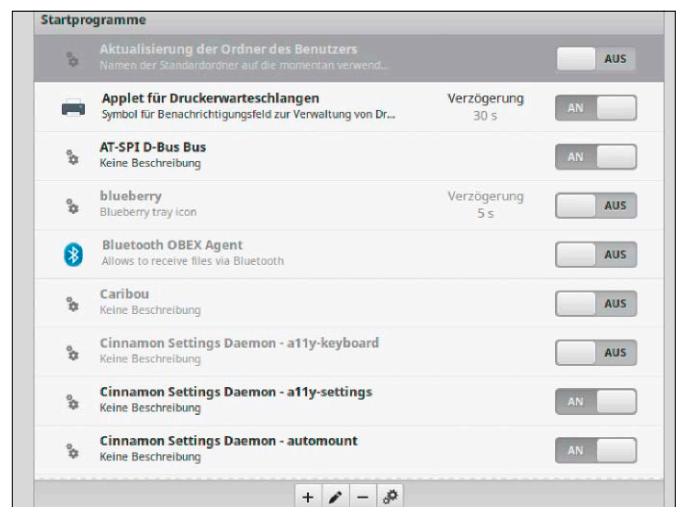 Startprogramme
Aktualisierung der Ordner des Benutzers
Namen der Standardordner auf die momentan verwend...
AUS
Applet für Druckerwarteschlangen
Symbol für Benachrichtigungsfeld zur Verwaltung von Dr...
Verzögerung
30 s
AN
AT-SPI D-Bus Bus
Keine Beschreibung
AN
blueberry
Blueberry tray icon
Verzögerung
5 s
AUS
Bluetooth OBEX Agent
Allows to receive files via Bluetooth
AUS
Caribou
Keine Beschreibung
AUS
Cinnamon Settings Daemon - a11y-keyboard
Keine Beschreibung
AUS
Cinnamon Settings Daemon - a11y-settings
Keine Beschreibung
AN
Cinnamon Settings Daemon - automount
Keine Beschreibung
AN